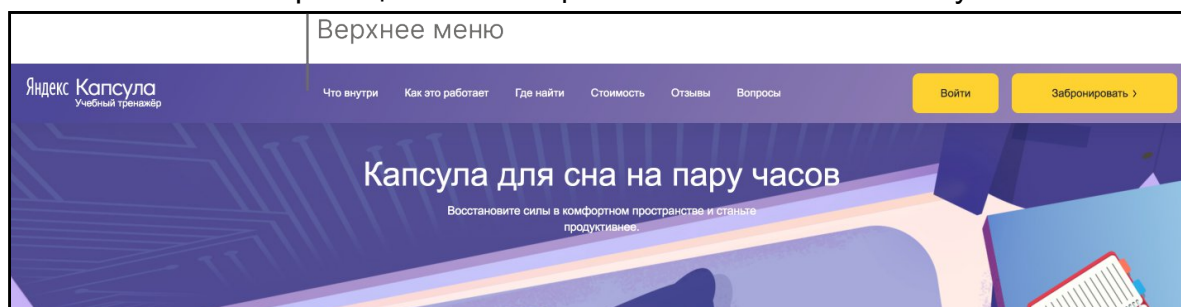 Верхнее меню
Яндекс Капсула
Учебный тренажёр
Что внутри Как это работает Где найти Стоимость Отзывы Вопросы Войти Забронировать >
Капсула для сна на пару часов
Восстановите силы в комфортном пространстве и станьте
продуктивнее.